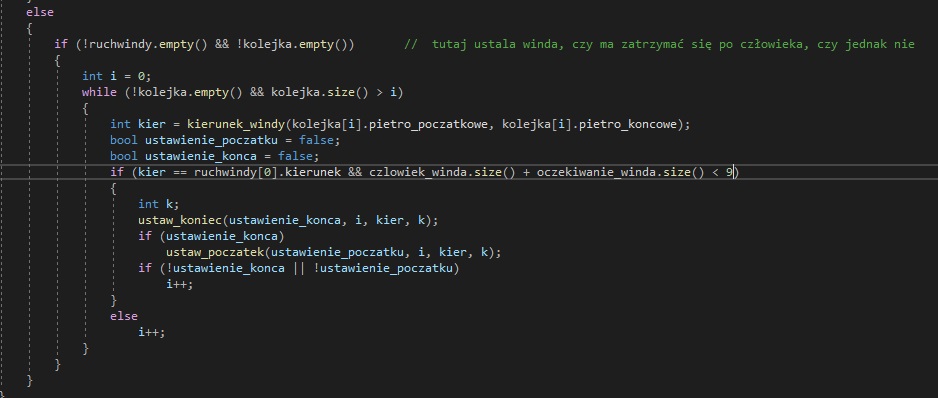 else
{
if (!ruchwindy.empty() && !kolejka.empty()) // tutaj ustala winda, czy ma zatrzymać się po człowieka, czy jednak nie
{
int i = 0;
while (!kolejka.empty() && kolejka.size() > i)
{
int kier = kierunek_windy(kolejka[i].pietro_poczatkowe, kolejka[i].pietro_koncowe);
bool ustawienie_poczatku = false;
bool ustawienie_konca = false;
if (kier == ruchwindy[0].kierunek && czlowiek_winda.size() + oczekiwanie_winda.size() < 9)
{
int k;
ustaw_koniec(ustawienie_konca, i, kier, k);
if (ustawienie_konca)
ustaw_poczatek(ustawienie_poczatku, i, kier, k);
if (!ustawienie_konca || !ustawienie_poczatku)
i++;
}
else
i++;
}
}
}
}